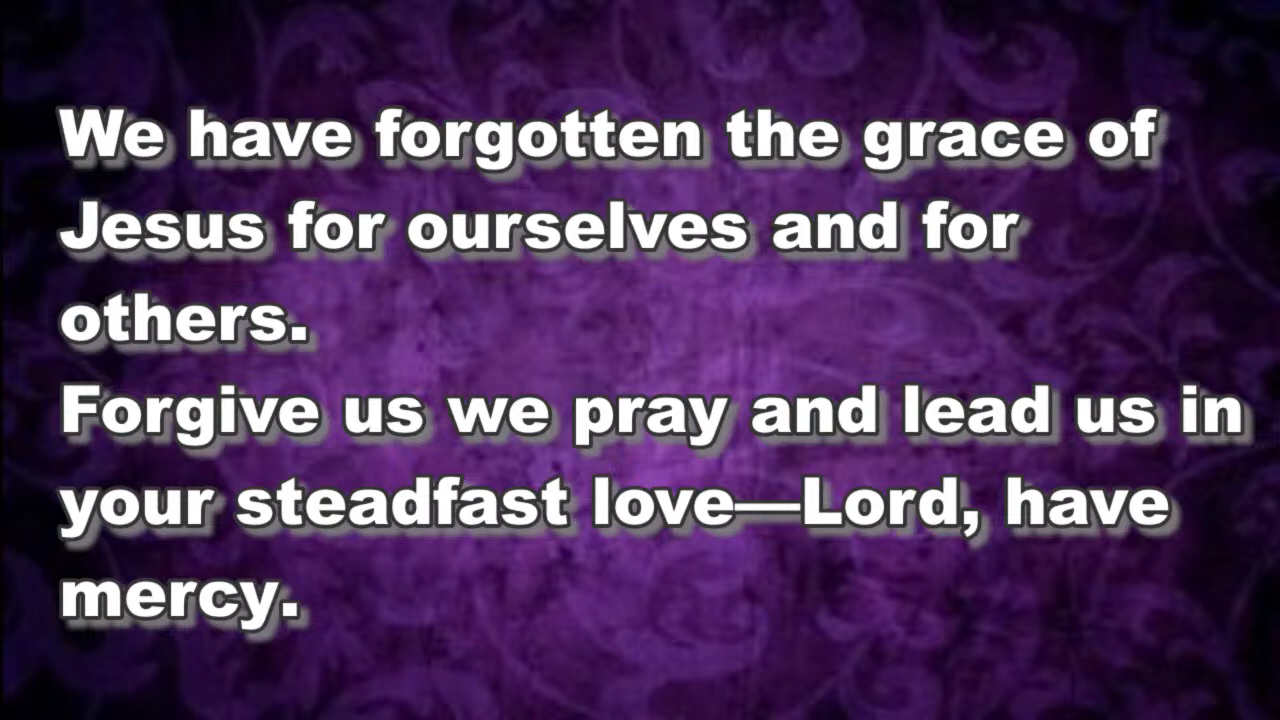 We have forgotten the grace of
Jesus for ourselves and for
others.
Forgive us we pray and lead us in
your steadfast love—Lord, have
mercy.